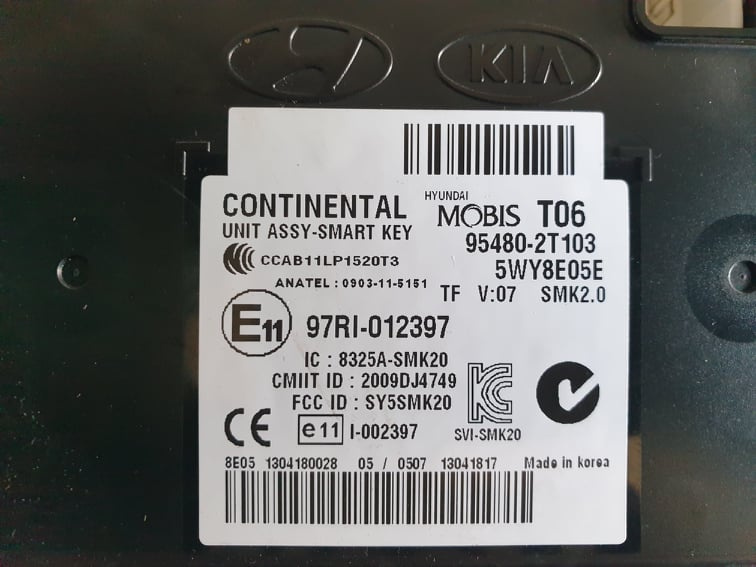 KIA
CONTINENTAL HYUNDAI MOBIS T06
UNIT ASSY-SMART KEY 95480-2T103
CCAB11LP1520T3 5WY8E05E
ANATEL : 0903-11-5151 TF V:07 SMK2.0
E11 97RI-012397
IC : 8325A-SMK20
CMIIT ID : 2009DJ4749
FCC ID : SY5SMK20
CE e11 I-002397 SVI-SMK20
8E05 1304180028 05 / 0507 13041817 Made in korea